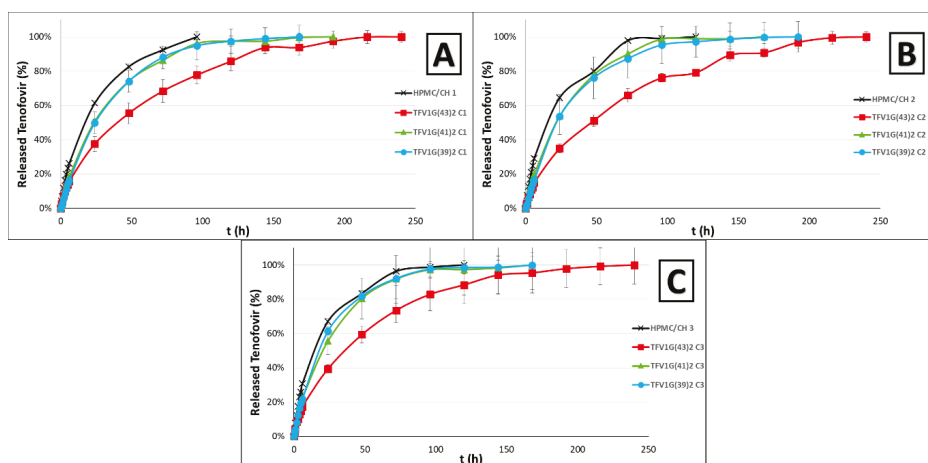 A
Released Tenofovir (%)
100%
80%
60%
40%
20%
0%
0 50 100 150 200 250
t (h)
HPMC/CH 1
TFV1G(43)2 C1
TFV1G(41)2 C1
TFV1G(39)2 C1
B
Released Tenofovir (%)
100%
80%
60%
40%
20%
0%
0 50 100 150 200 250
t (h)
HPMC/CH 2
TFV1G(43)2 C2
TFV1G(41)2 C2
TFV1G(39)2 C2
C
Released Tenofovir (%)
100%
80%
60%
40%
20%
0%
0 50 100 150 200 250
t (h)
HPMC/CH 3
TFV1G(43)2 C3
TFV1G(41)2 C3
TFV1G(39)2 C3